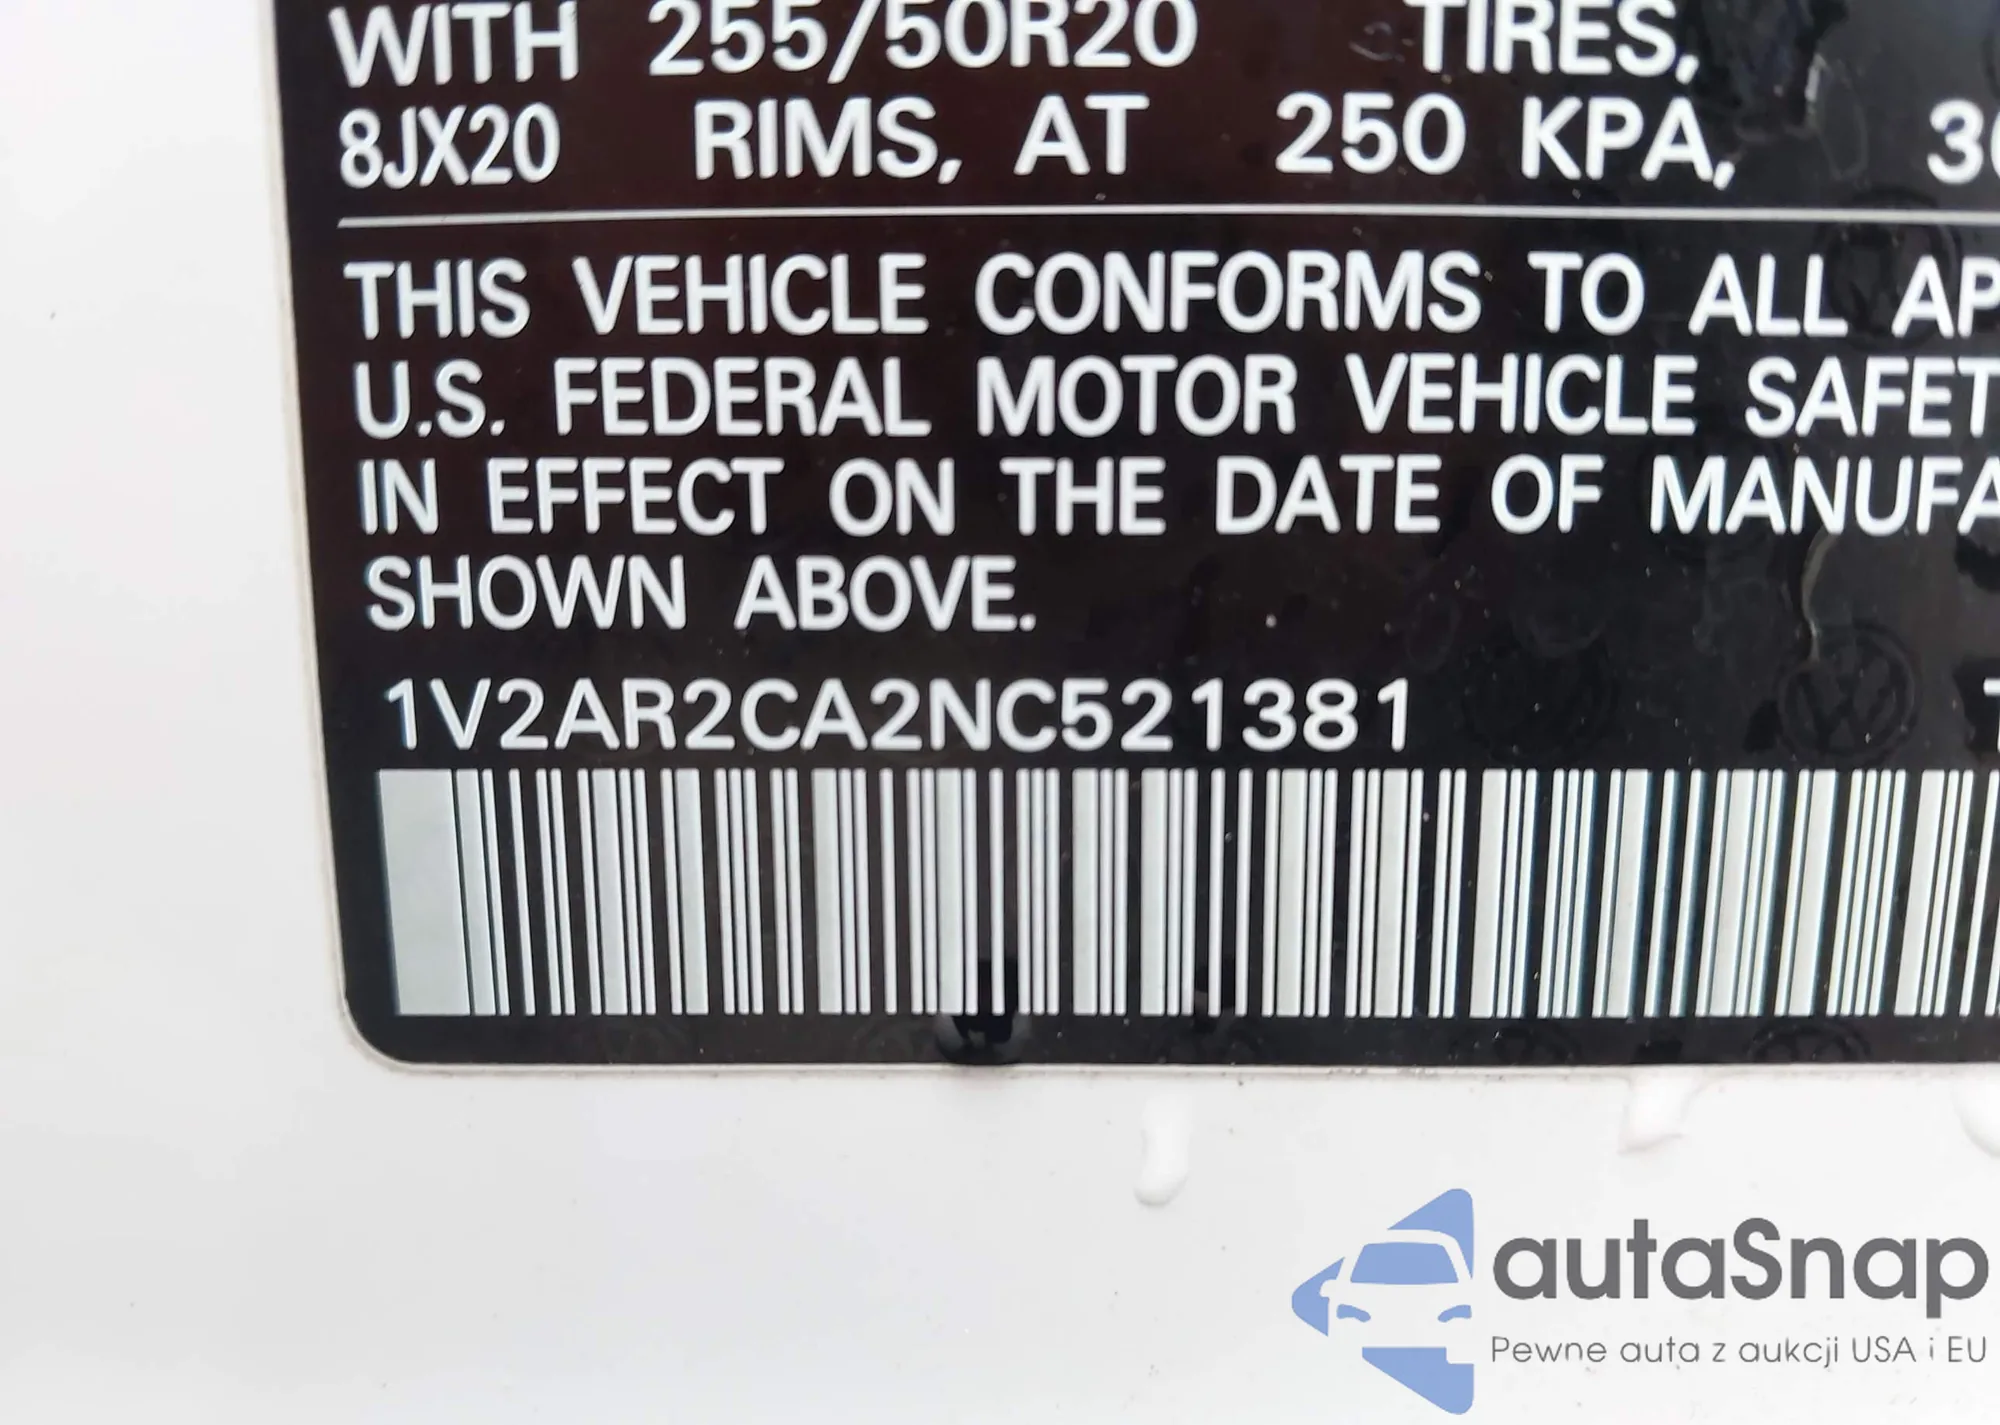 WITH 255/50R20 TIRES,
8JX20 RIMS, AT 250 KPA,
THIS VEHICLE CONFORMS TO ALL AP
U.S. FEDERAL MOTOR VEHICLE SAFET
IN EFFECT ON THE DATE OF MANUFA
SHOWN ABOVE.
1V2AR2CA2NC521381
autaSnap
Pewne auta z aukcji USA i EU